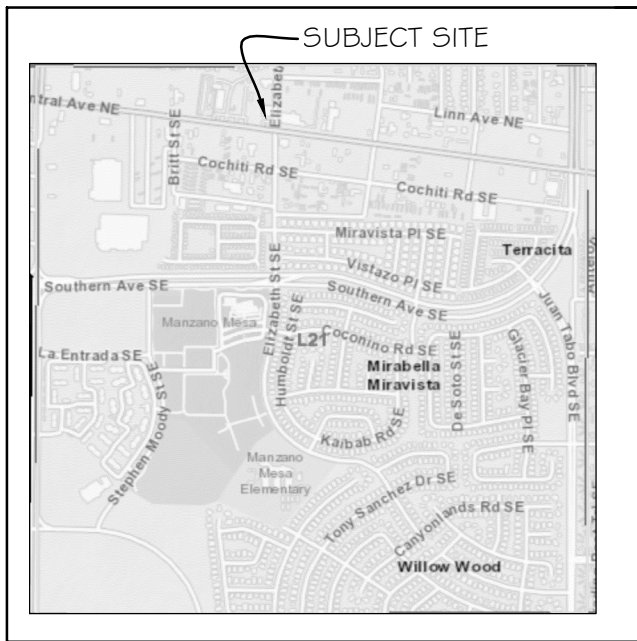 SUBJECT SITE
Elizabet
ntral Ave NE
Linn Ave NE
Britt St SE
Cochiti Rd SE
Cochiti Rd SE
Miravista Pl SE
Terracita
Vistazo Pl SE
Southern Ave SE
Southern Ave SE
Elizabeth St SE
Juan Tabo Blvd SE
Manzano Mesa
Humboldt St SE
L21
Coconino Rd SE
La Entrada SE
Mirabella
Miravista
De Soto St SE
Glacier Bay Pl SE
Stephen Moody St SE
Kaibab Rd SE
Manzano
Mesa
Elementary
Tony Sanchez Dr SE
Canyonlands Rd SE
Willow Wood